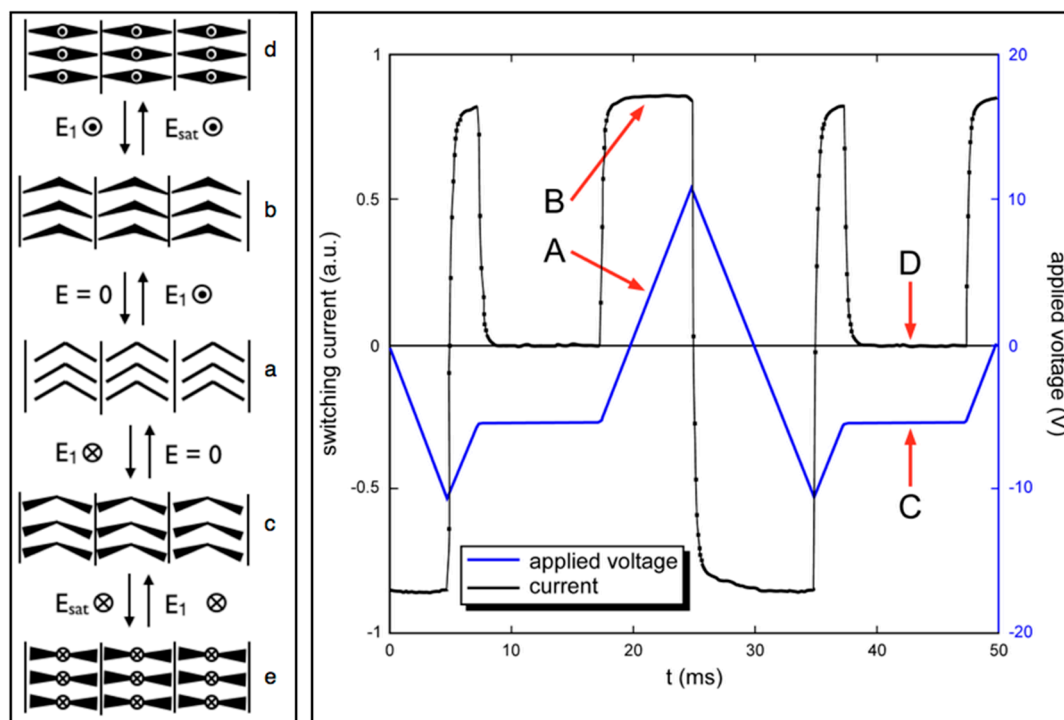 d
E1⊙ Esat⊙
b
E = 0 E1⊙
a
E1⊗ E = 0
c
Esat⊗ E1 ⊗
e
1
0.5
0
-0.5
-1
switching current (a.u.)
20
10
0
-10
-20
applied voltage (V)
B
A
D
C
applied voltage
current
0 10 20 30 40 50
t (ms)